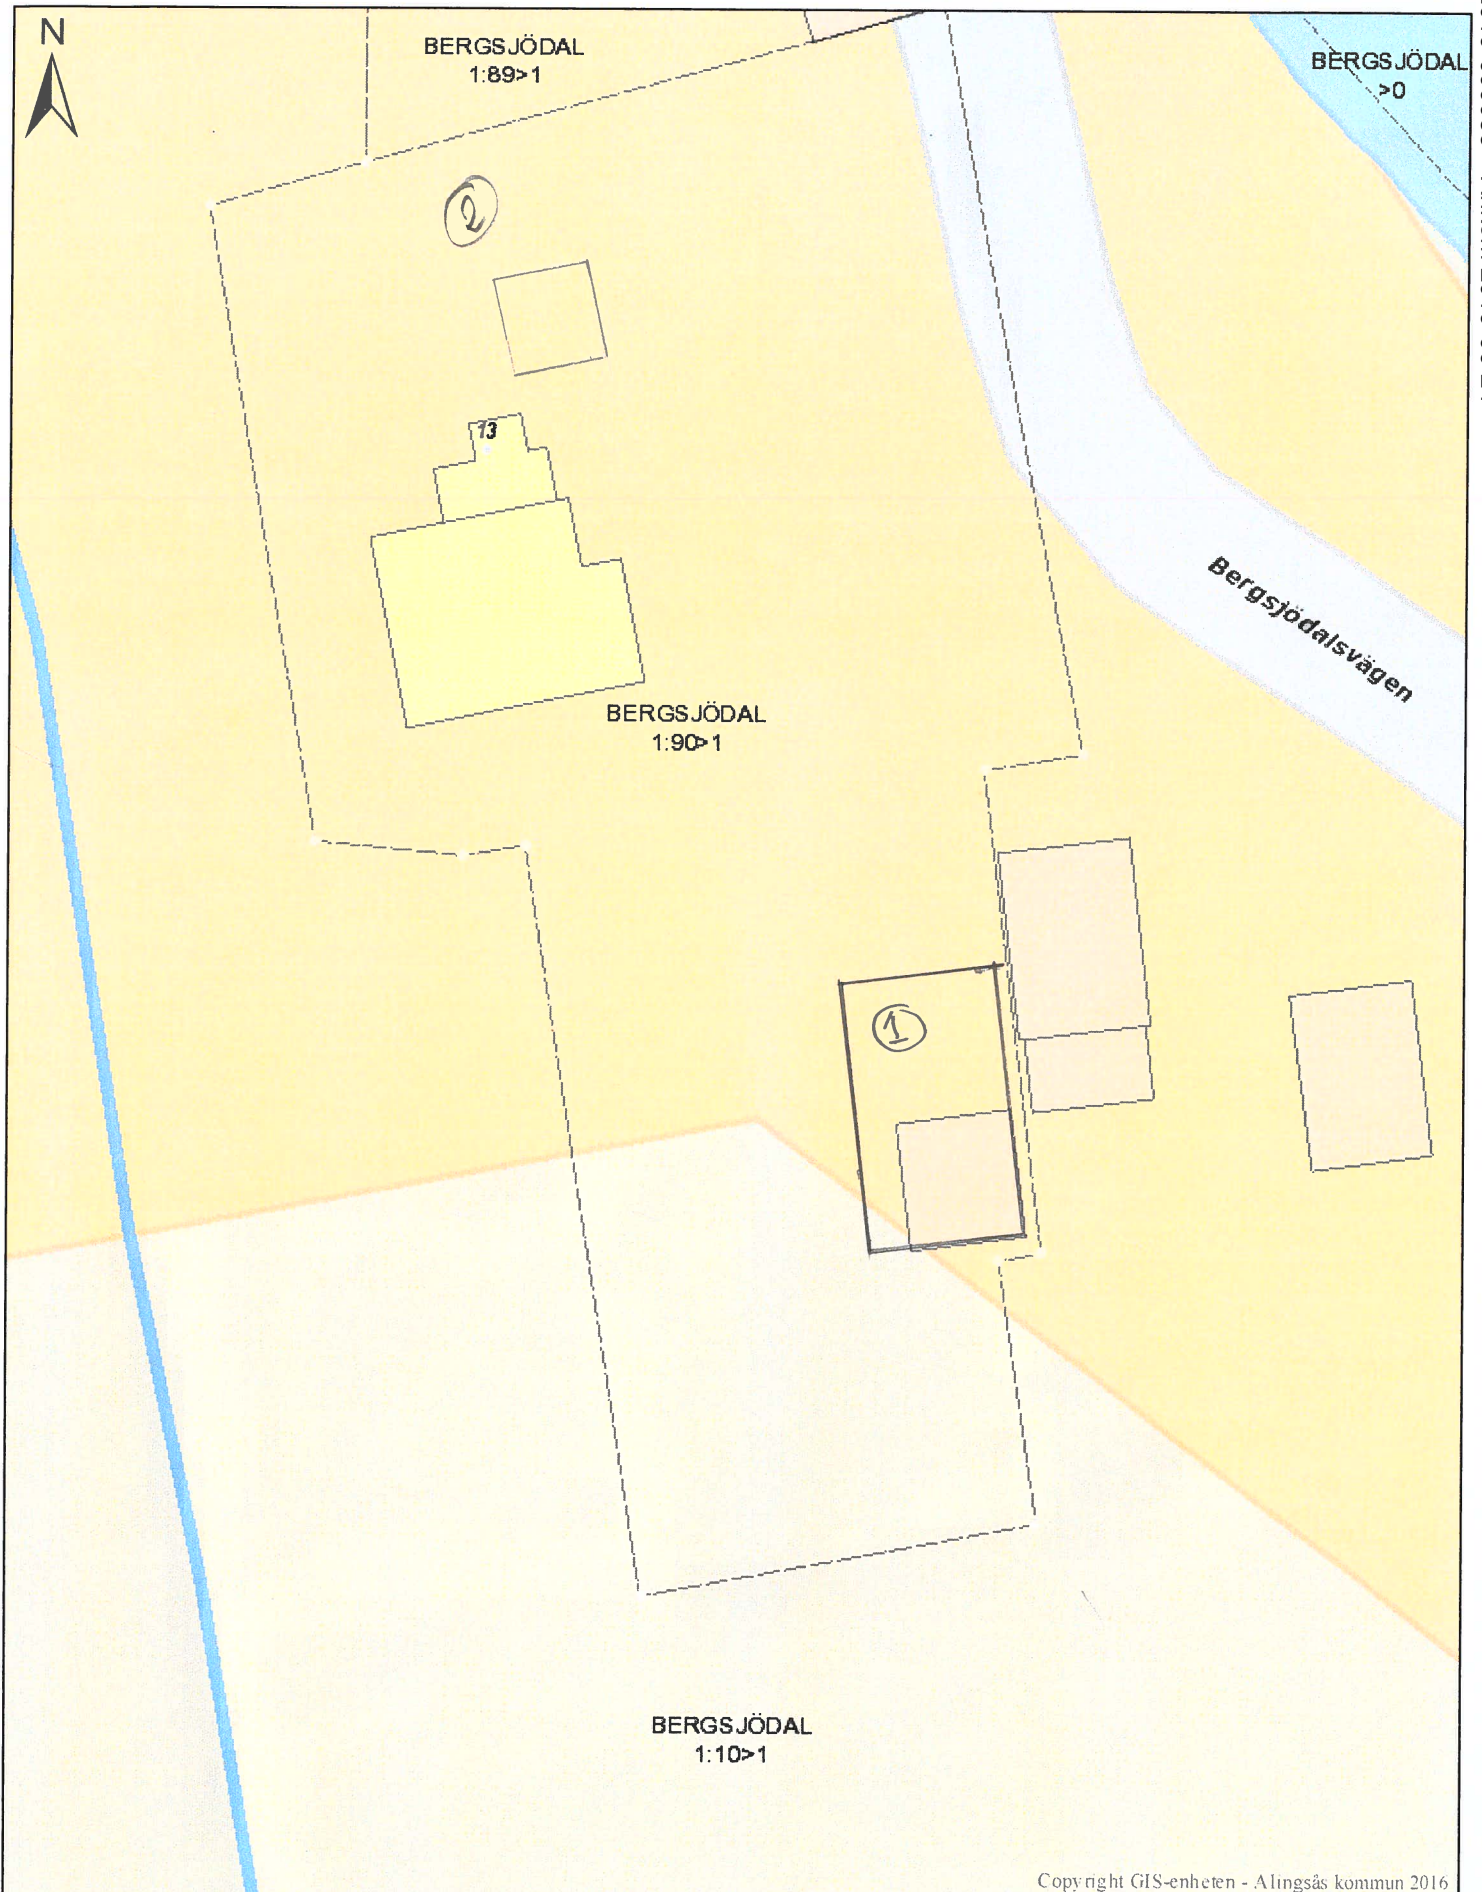 N
BERGSJÖDAL
1:89>1
BERGSJÖDAL
>0
2
13
Bergsjödalsvägen
BERGSJÖDAL
1:90>1
1
BERGSJÖDAL
1:10>1
Copyright GIS-enheten - Alingsås kommun 2016